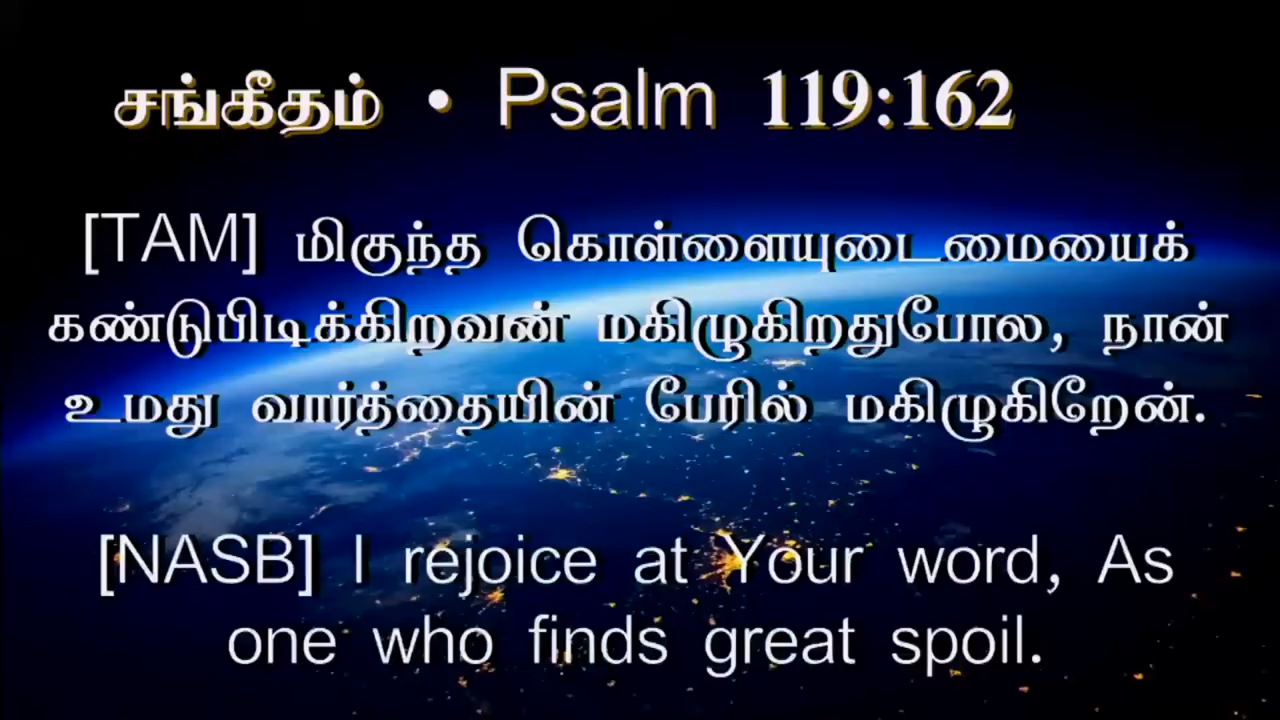 சங்கீதம் • Psalm 119:162
[TAM] மிகுந்த கொள்ளையுடைமையைக்
கண்டுபிடிக்கிறவன் மகிழுகிறதுபோல, நான்
உமது வார்த்தையின் பேரில் மகிழுகிறேன்.
[NASB] I rejoice at Your word, As
one who finds great spoil.